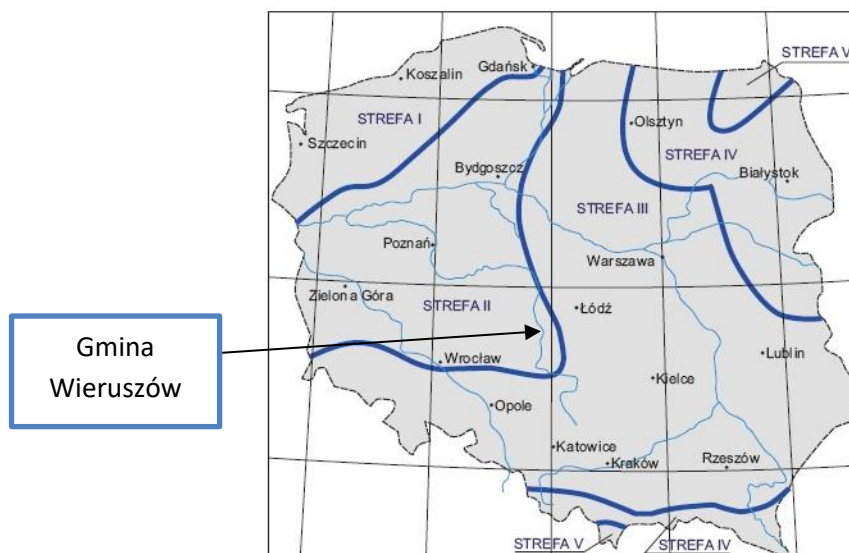 STREFA V
Gdańsk
Koszalin
STREFA I
Olsztyn
Szczecin
STREFA IV
Bydgoszcz
Białystok
STREFA III
Poznań
Warszawa
Zielona Góra
STREFA II
Łódź
Gmina
Wieruszów
Wrocław
Lublin
Kielce
Opole
Katowice
Kraków
Rzeszów
STREFA V
STREFA IV